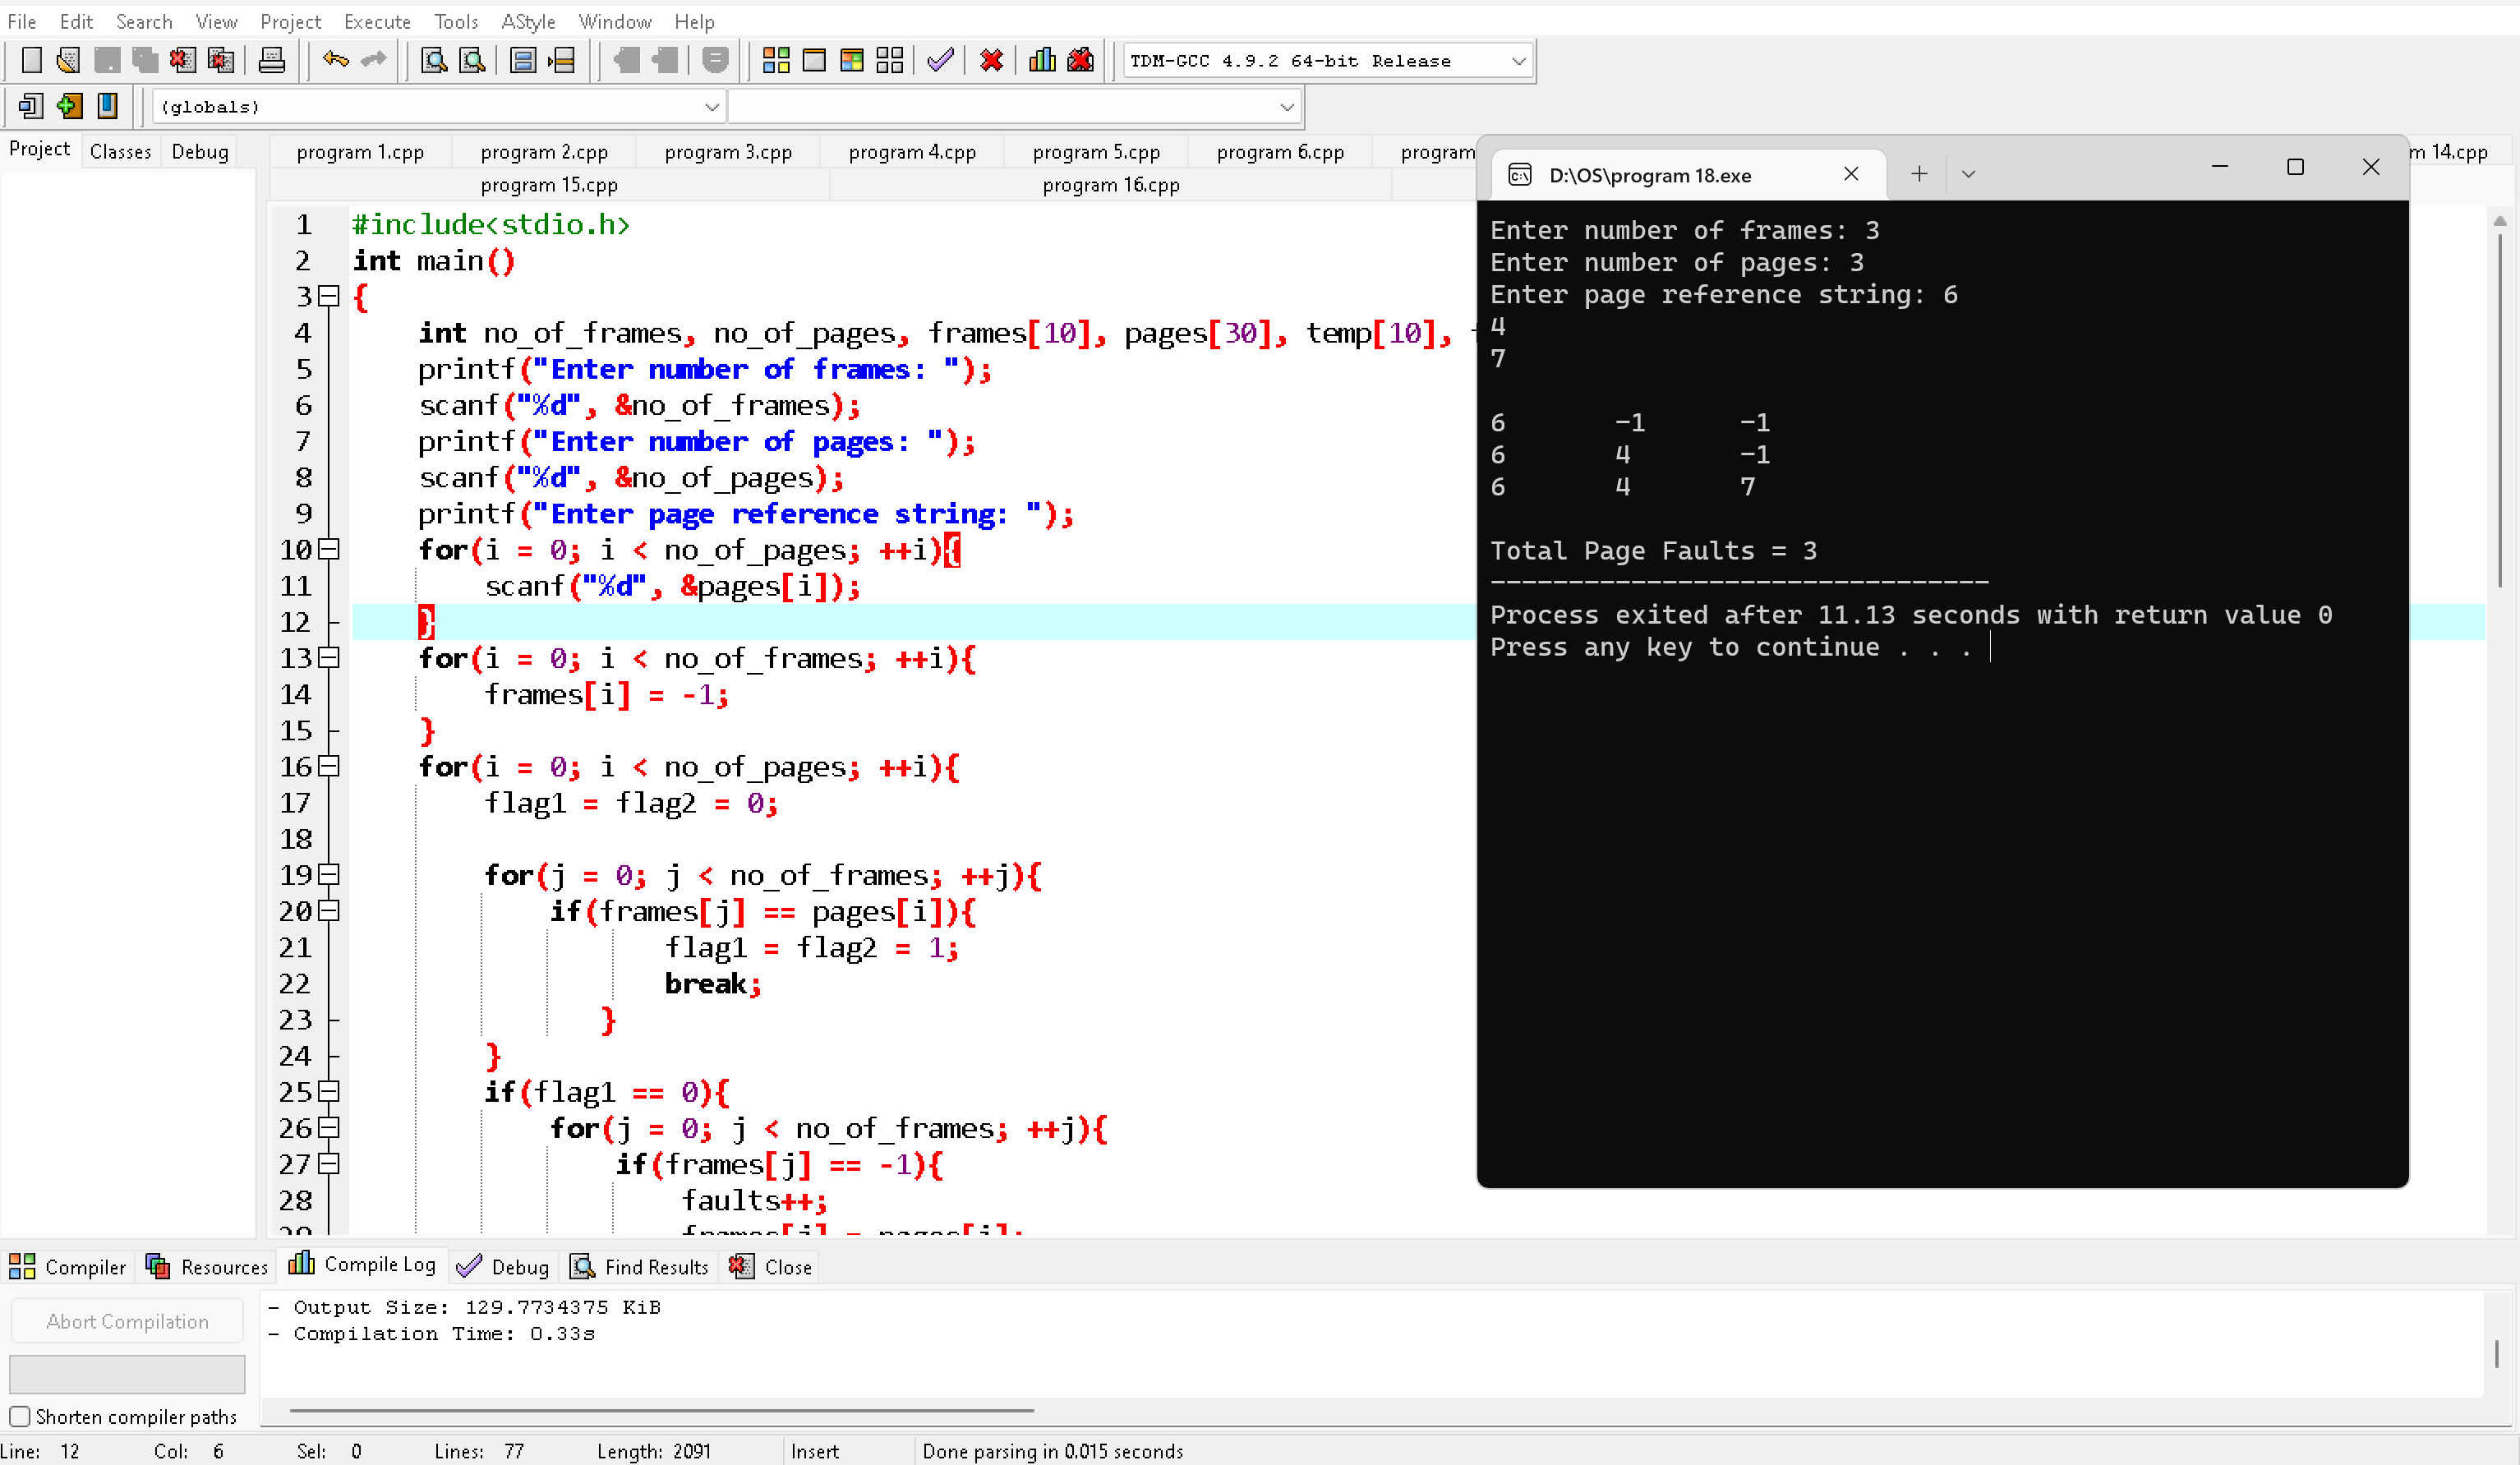 File Edit Search View Project Execute Tools AStyle Window Help
TDM-GCC 4.9.2 64-bit Release
(globals)
Project Classes Debug
program 1.cpp program 2.cpp program 3.cpp program 4.cpp program 5.cpp program 6.cpp program m 14.cpp
program 15.cpp program 16.cpp
1 #include<stdio.h>
2 int main()
3 {
4 int no_of_frames, no_of_pages, frames[10], pages[30], temp[10],
5 printf("Enter number of frames: ");
6 scanf("%d", &no_of_frames);
7 printf("Enter number of pages: ");
8 scanf("%d", &no_of_pages);
9 printf("Enter page reference string: ");
10 for(i = 0; i < no_of_pages; ++i){
11 scanf("%d", &pages[i]);
12 }
13 for(i = 0; i < no_of_frames; ++i){
14 frames[i] = -1;
15 }
16 for(i = 0; i < no_of_pages; ++i){
17 flag1 = flag2 = 0;
18
19 for(j = 0; j < no_of_frames; ++j){
20 if(frames[j] == pages[i]){
21 flag1 = flag2 = 1;
22 break;
23 }
24 }
25 if(flag1 == 0){
26 for(j = 0; j < no_of_frames; ++j){
27 if(frames[j] == -1){
28 faults++;
29 frames[j] = pages[i];
D:\OS\program 18.exe
Enter number of frames: 3
Enter number of pages: 3
Enter page reference string: 6
4
7
6 -1 -1
6 4 -1
6 4 7
Total Page Faults = 3
--------------------------------
Process exited after 11.13 seconds with return value 0
Press any key to continue . . .
Compiler Resources Compile Log Debug Find Results Close
Abort Compilation
Shorten compiler paths
- Output Size: 129.7734375 KiB
- Compilation Time: 0.33s
Line: 12 Col: 6 Sel: 0 Lines: 77 Length: 2091 Insert Done parsing in 0.015 seconds